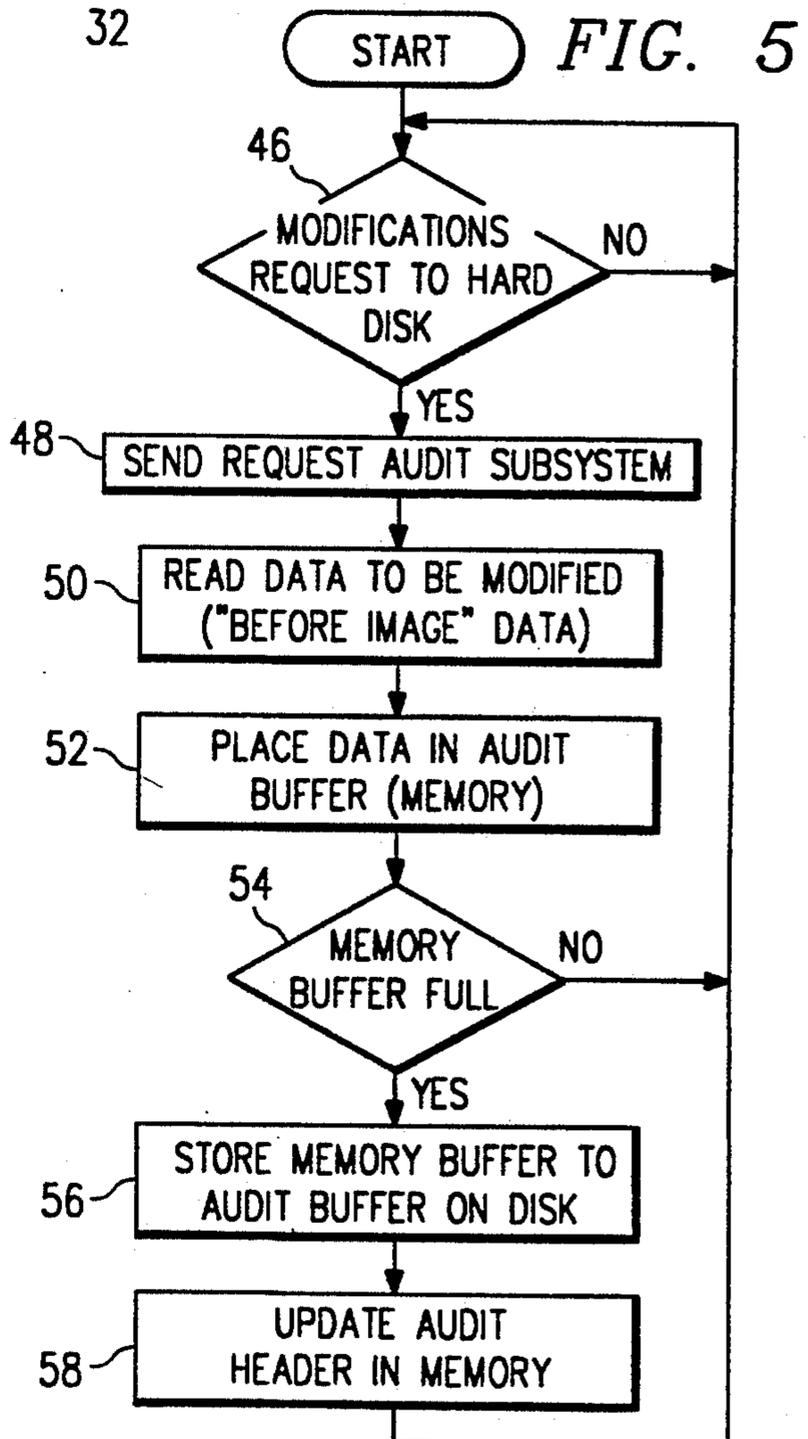 32
START
FIG. 5
46
MODIFICATIONS
REQUEST TO HARD
DISK
NO
YES
48
SEND REQUEST AUDIT SUBSYSTEM
50
READ DATA TO BE MODIFIED
("BEFORE IMAGE" DATA)
52
PLACE DATA IN AUDIT
BUFFER (MEMORY)
54
MEMORY
BUFFER FULL
NO
YES
56
STORE MEMORY BUFFER TO
AUDIT BUFFER ON DISK
58
UPDATE AUDIT
HEADER IN MEMORY